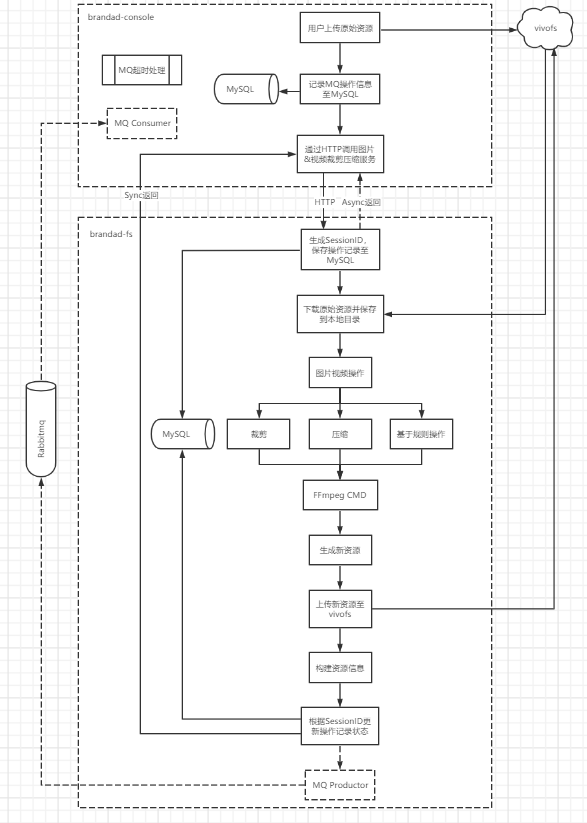 brandad-console
用户上传原始资源
vivofs
MQ超时处理
MySQL
记录MQ操作信息
至MySQL
MQ Consumer
通过HTTP调用图片
&视频裁剪压缩服务
Sync返回
HTTP
Async返回
brandad-fs
生成SessionID，
保存操作记录至
MySQL
下载原始资源并保存
到本地目录
图片视频操作
Rabbitmq
MySQL
裁剪
压缩
基于规则操作
FFmpeg CMD
生成新资源
上传新资源至
vivofs
构建资源信息
根据SessionID更
新操作记录状态
MQ Productor